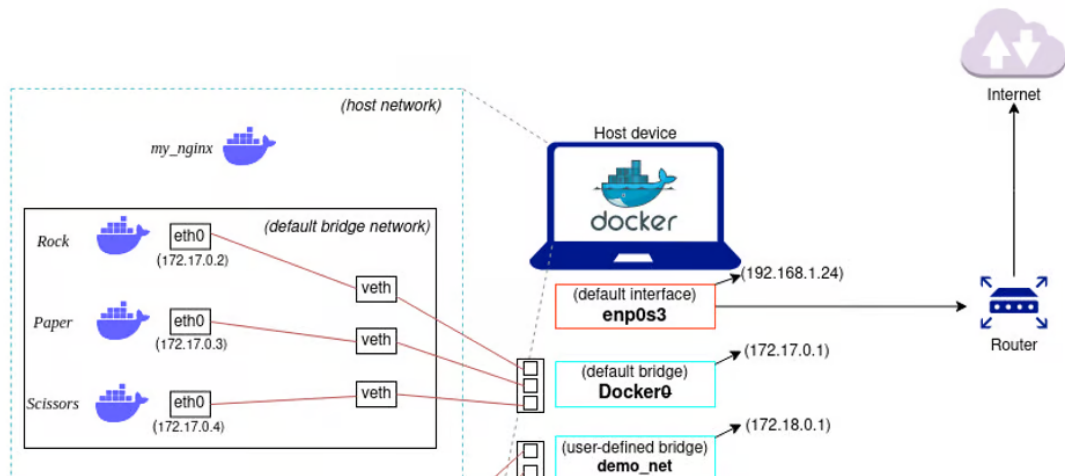 Internet
(host network)
Host device
my_nginx
docker
(default bridge network)
Rock
eth0
(172.17.0.2)
veth
(192.168.1.24)
(default interface)
enp0s3
Router
Paper
eth0
(172.17.0.3)
veth
(172.17.0.1)
(default bridge)
Docker0
Scissors
eth0
(172.17.0.4)
veth
(172.18.0.1)
(user-defined bridge)
demo_net